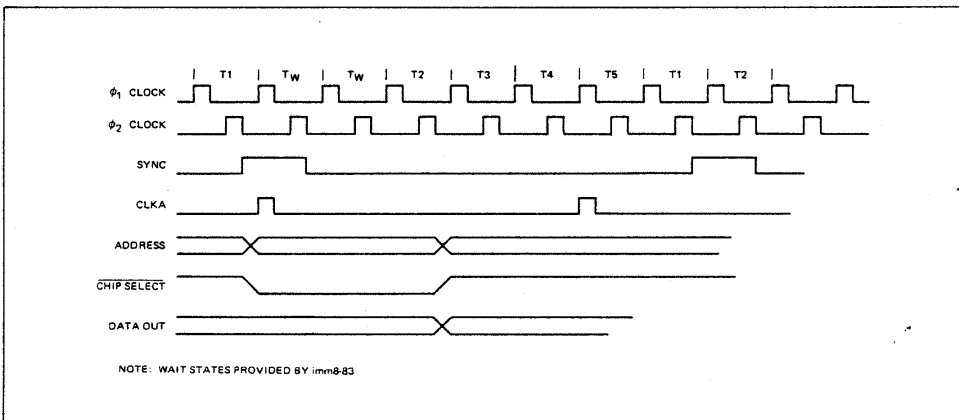 | T1 | TW | TW | T2 | T3 | T4 | T5 | T1 | T2 |
ϕ1 CLOCK
ϕ2 CLOCK
SYNC
CLKA
ADDRESS
CHIP SELECT
DATA OUT
NOTE: WAIT STATES PROVIDED BY imm8-83